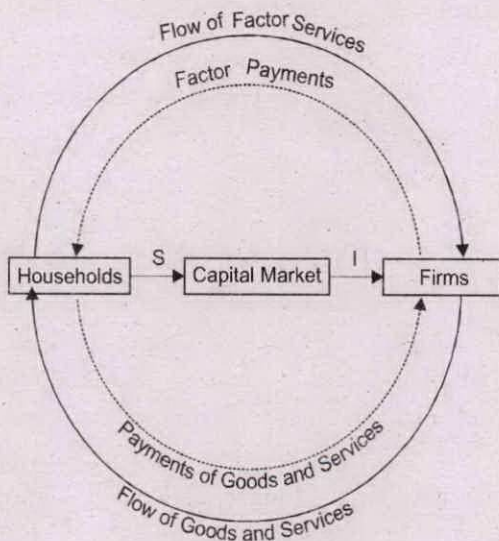 Flow of Factor Services
Factor Payments
Households
S
Capital Market
I
Firms
Payments of Goods and Services
Flow of Goods and Services